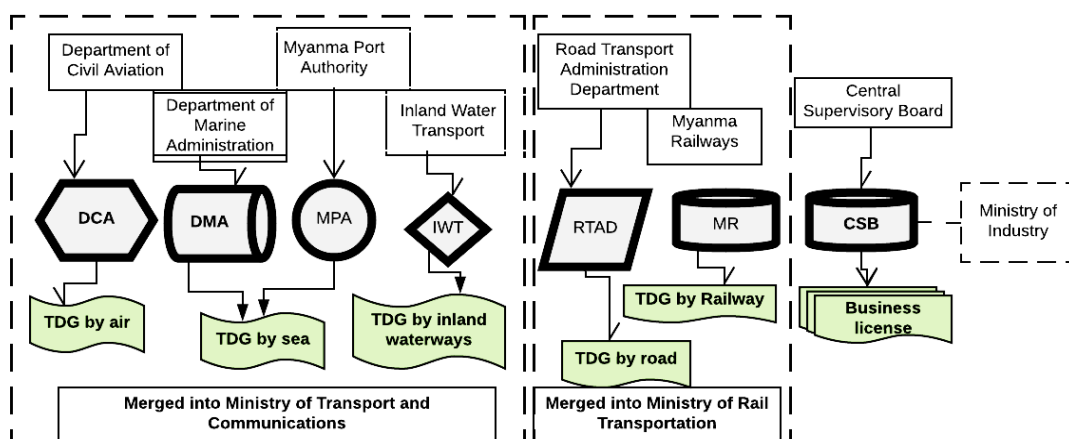 Department of
Civil Aviation
Myanma Port
Authority
Department of
Marine
Administration
Inland Water
Transport
Road Transport
Administration
Department
Myanma
Railways
Central
Supervisory Board
DCA
DMA
MPA
IWT
RTAD
MR
CSB
Ministry of
Industry
TDG by air
TDG by sea
TDG by inland
waterways
TDG by Railway
TDG by road
Business
license
Merged into Ministry of Transport and
Communications
Merged into Ministry of Rail
Transportation